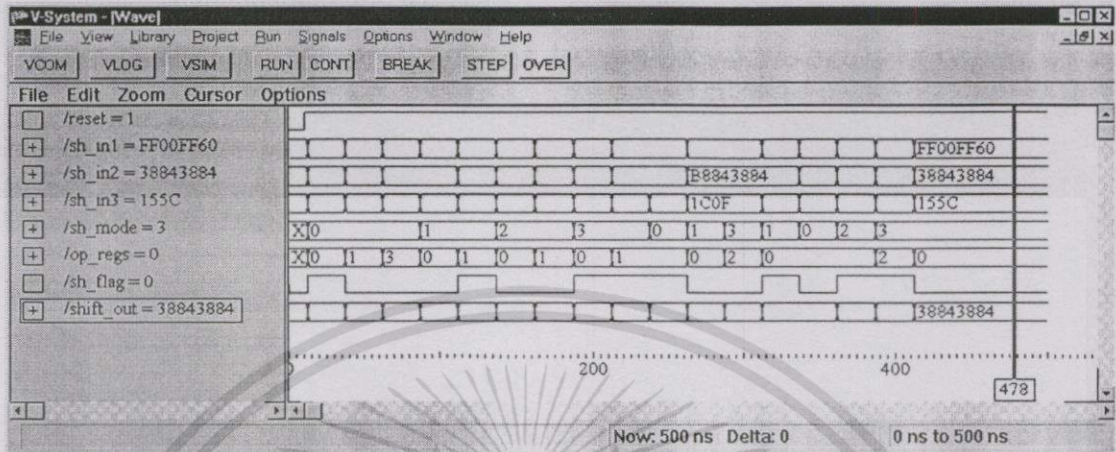 V-System - [Wave]
File View Library Project Run Signals Options Window Help
VCOM VLOG VSIM RUN CONT BREAK STEP OVER
File Edit Zoom Cursor Options
/reset = 1
/sh_in1 = FF00FF60 FF00FF60
/sh_in2 = 38843884 B8843884 38843884
/sh_in3 = 155C 1C0F 155C
/sh_mode = 3 X 0 1 2 3 0 1 3 1 0 2 3
/op_regs = 0 X 0 1 3 0 1 0 1 0 1 0 2 0 2 0
/sh_flag = 0
/shift_out = 38843884 38843884
0 200 400
478
Now: 500 ns Delta: 0 0 ns to 500 ns